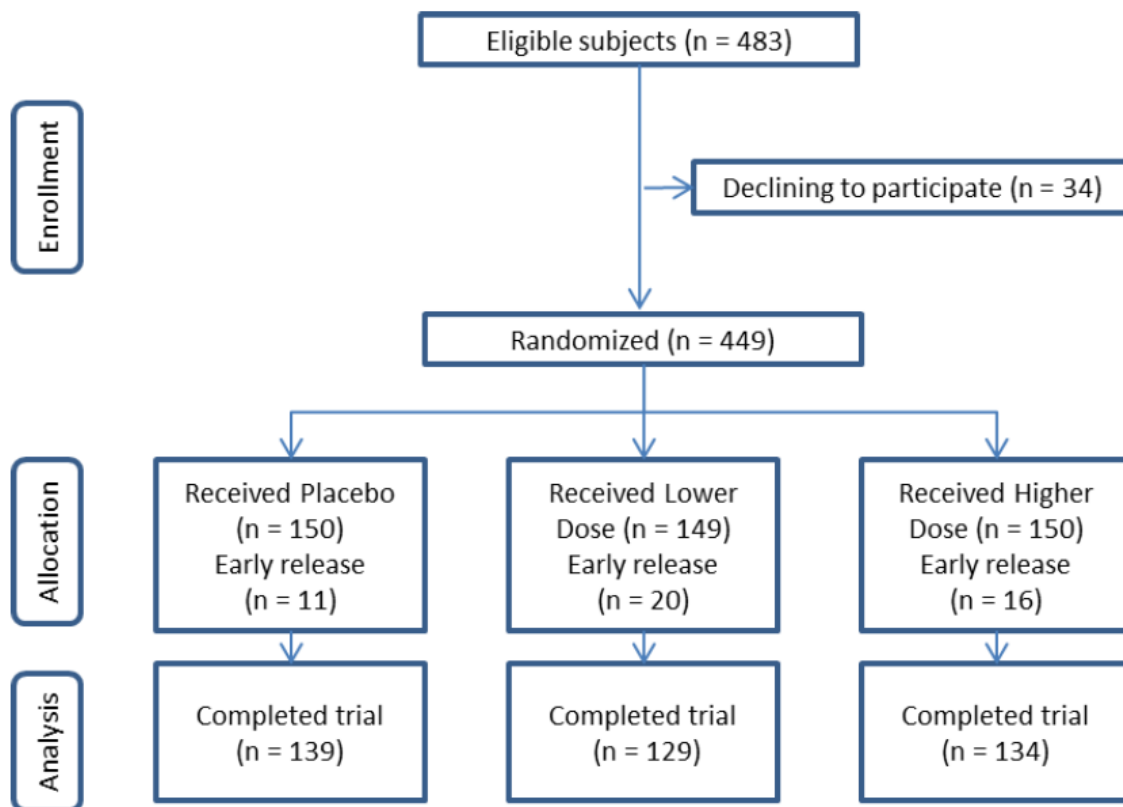 Eligible subjects (n = 483)
Enrollment
Declining to participate (n = 34)
Randomized (n = 449)
Allocation
Received Placebo
(n = 150)
Early release
(n = 11)
Received Lower
Dose (n = 149)
Early release
(n = 20)
Received Higher
Dose (n = 150)
Early release
(n = 16)
Analysis
Completed trial
(n = 139)
Completed trial
(n = 129)
Completed trial
(n = 134)